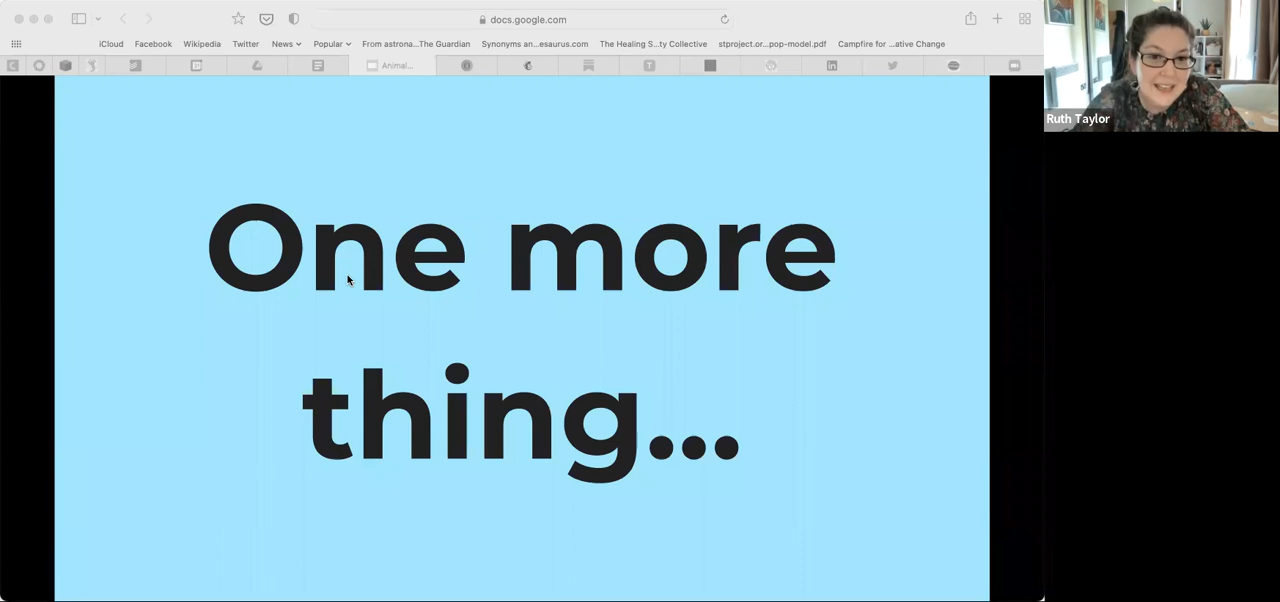 docs.google.com
iCloud Facebook Wikipedia Twitter News Popular From astrona...The Guardian Synonyms an...esaurus.com The Healing S...ty Collective stproject.or...pop-model.pdf Campfire for ...ative Change
Animal...
Ruth Taylor
One more
thing...